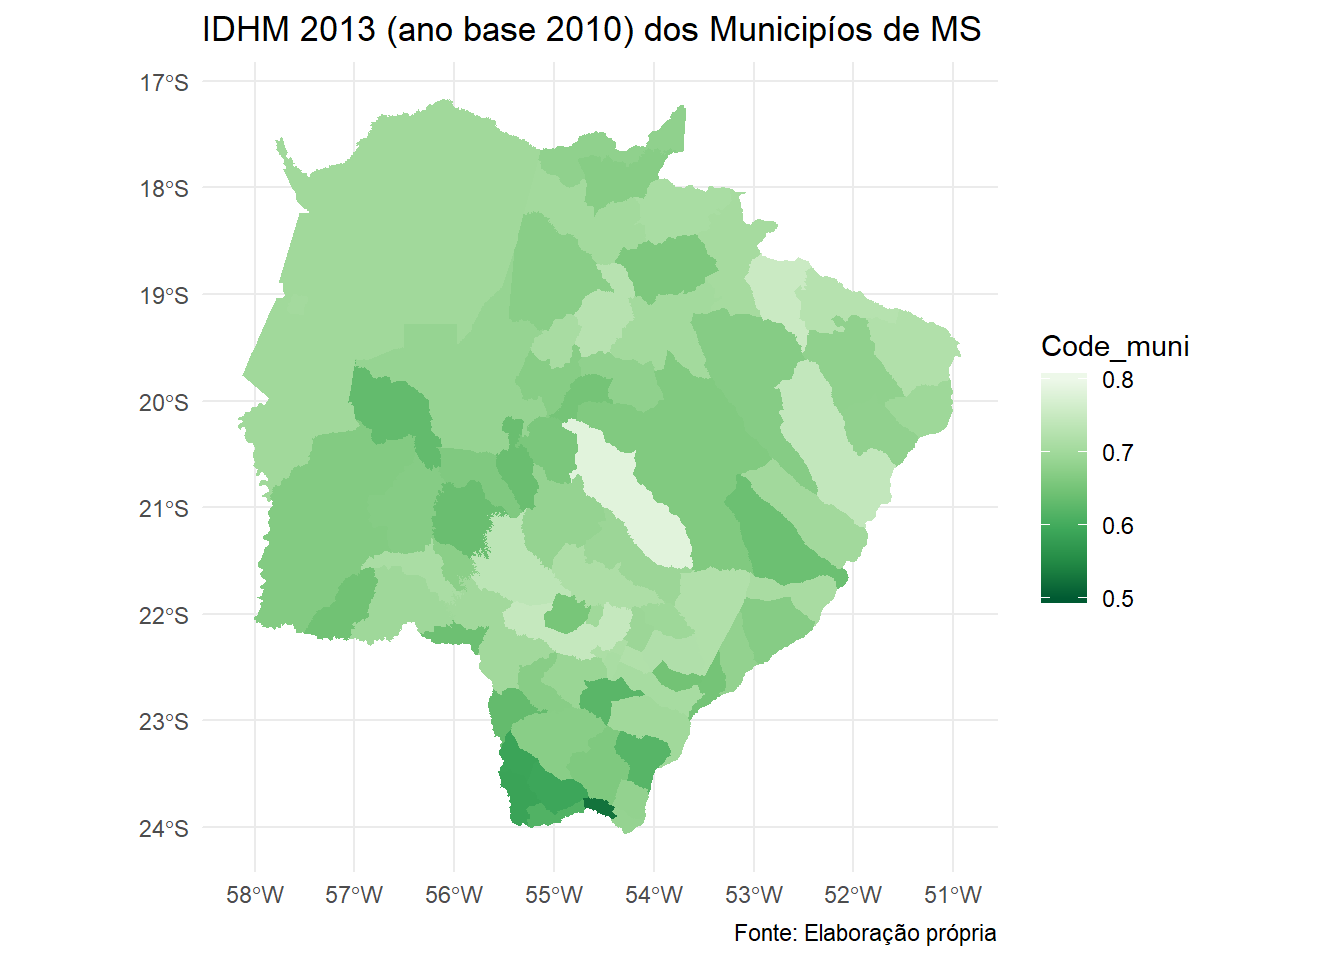 IDHM 2013 (ano base 2010) dos Municipíos de MS
17°S
18°S
19°S
20°S
21°S
22°S
23°S
24°S
58°W
57°W
56°W
55°W
54°W
53°W
52°W
51°W
Code_muni
0.8
0.7
0.6
0.5
Fonte: Elaboração própria